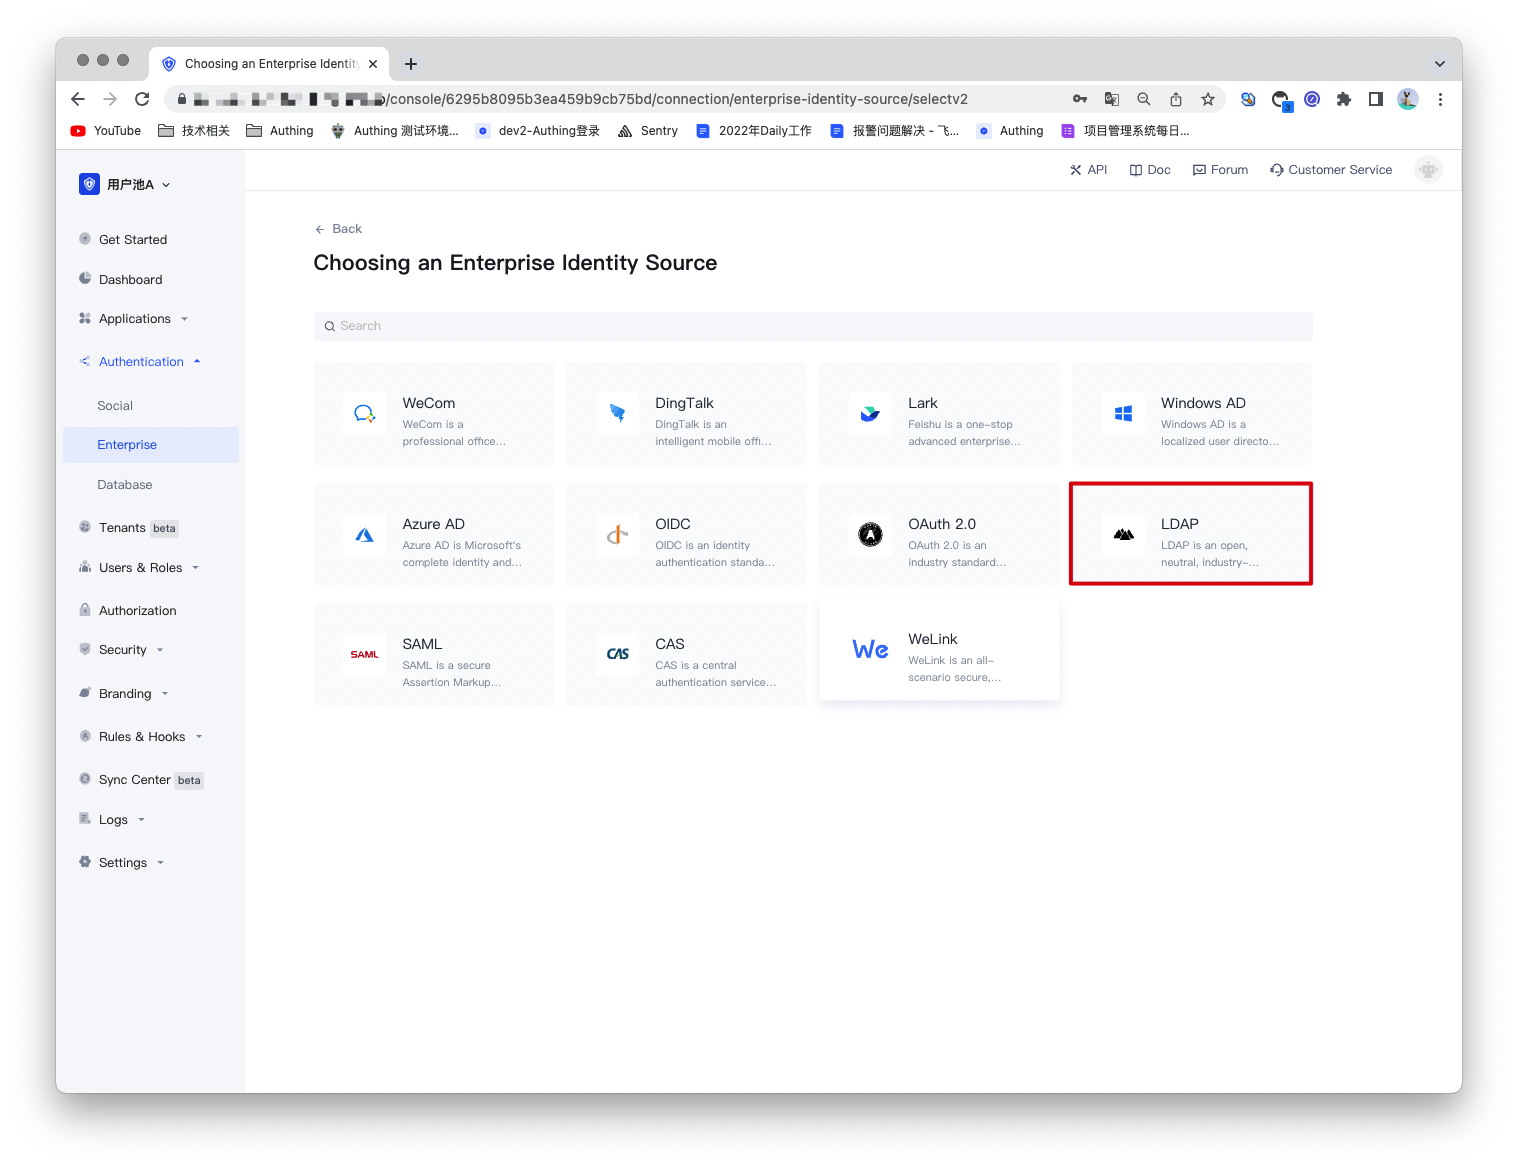 Choosing an Enterprise Identity
/console/6295b8095b3ea459b9cb75bd/connection/enterprise-identity-source/selectv2
3
YouTube
技术相关
Authing
Authing 测试环境...
dev2-Authing登录
Sentry
2022年Daily工作
报警问题解决 - 飞...
Authing
项目管理系统每日...
用户池A
API
Doc
Forum
Customer Service
Get Started
Dashboard
Applications
Authentication
Social
Enterprise
Database
Tenants beta
Users & Roles
Authorization
Security
Branding
Rules & Hooks
Sync Center beta
Logs
Settings
Back
Choosing an Enterprise Identity Source
Search
WeCom
WeCom is a
professional office...
DingTalk
DingTalk is an
intelligent mobile offi...
Lark
Feishu is a one-stop
advanced enterprise...
Windows AD
Windows AD is a
localized user directo...
Azure AD
Azure AD is Microsoft's
complete identity and...
OIDC
OIDC is an identity
authentication standa...
OAuth 2.0
OAuth 2.0 is an
industry standard...
LDAP
LDAP is an open,
neutral, industry-...
SAML
SAML
SAML is a secure
Assertion Markup...
CAS
CAS
CAS is a central
authentication service...
We
WeLink
WeLink is an all-
scenario secure,...